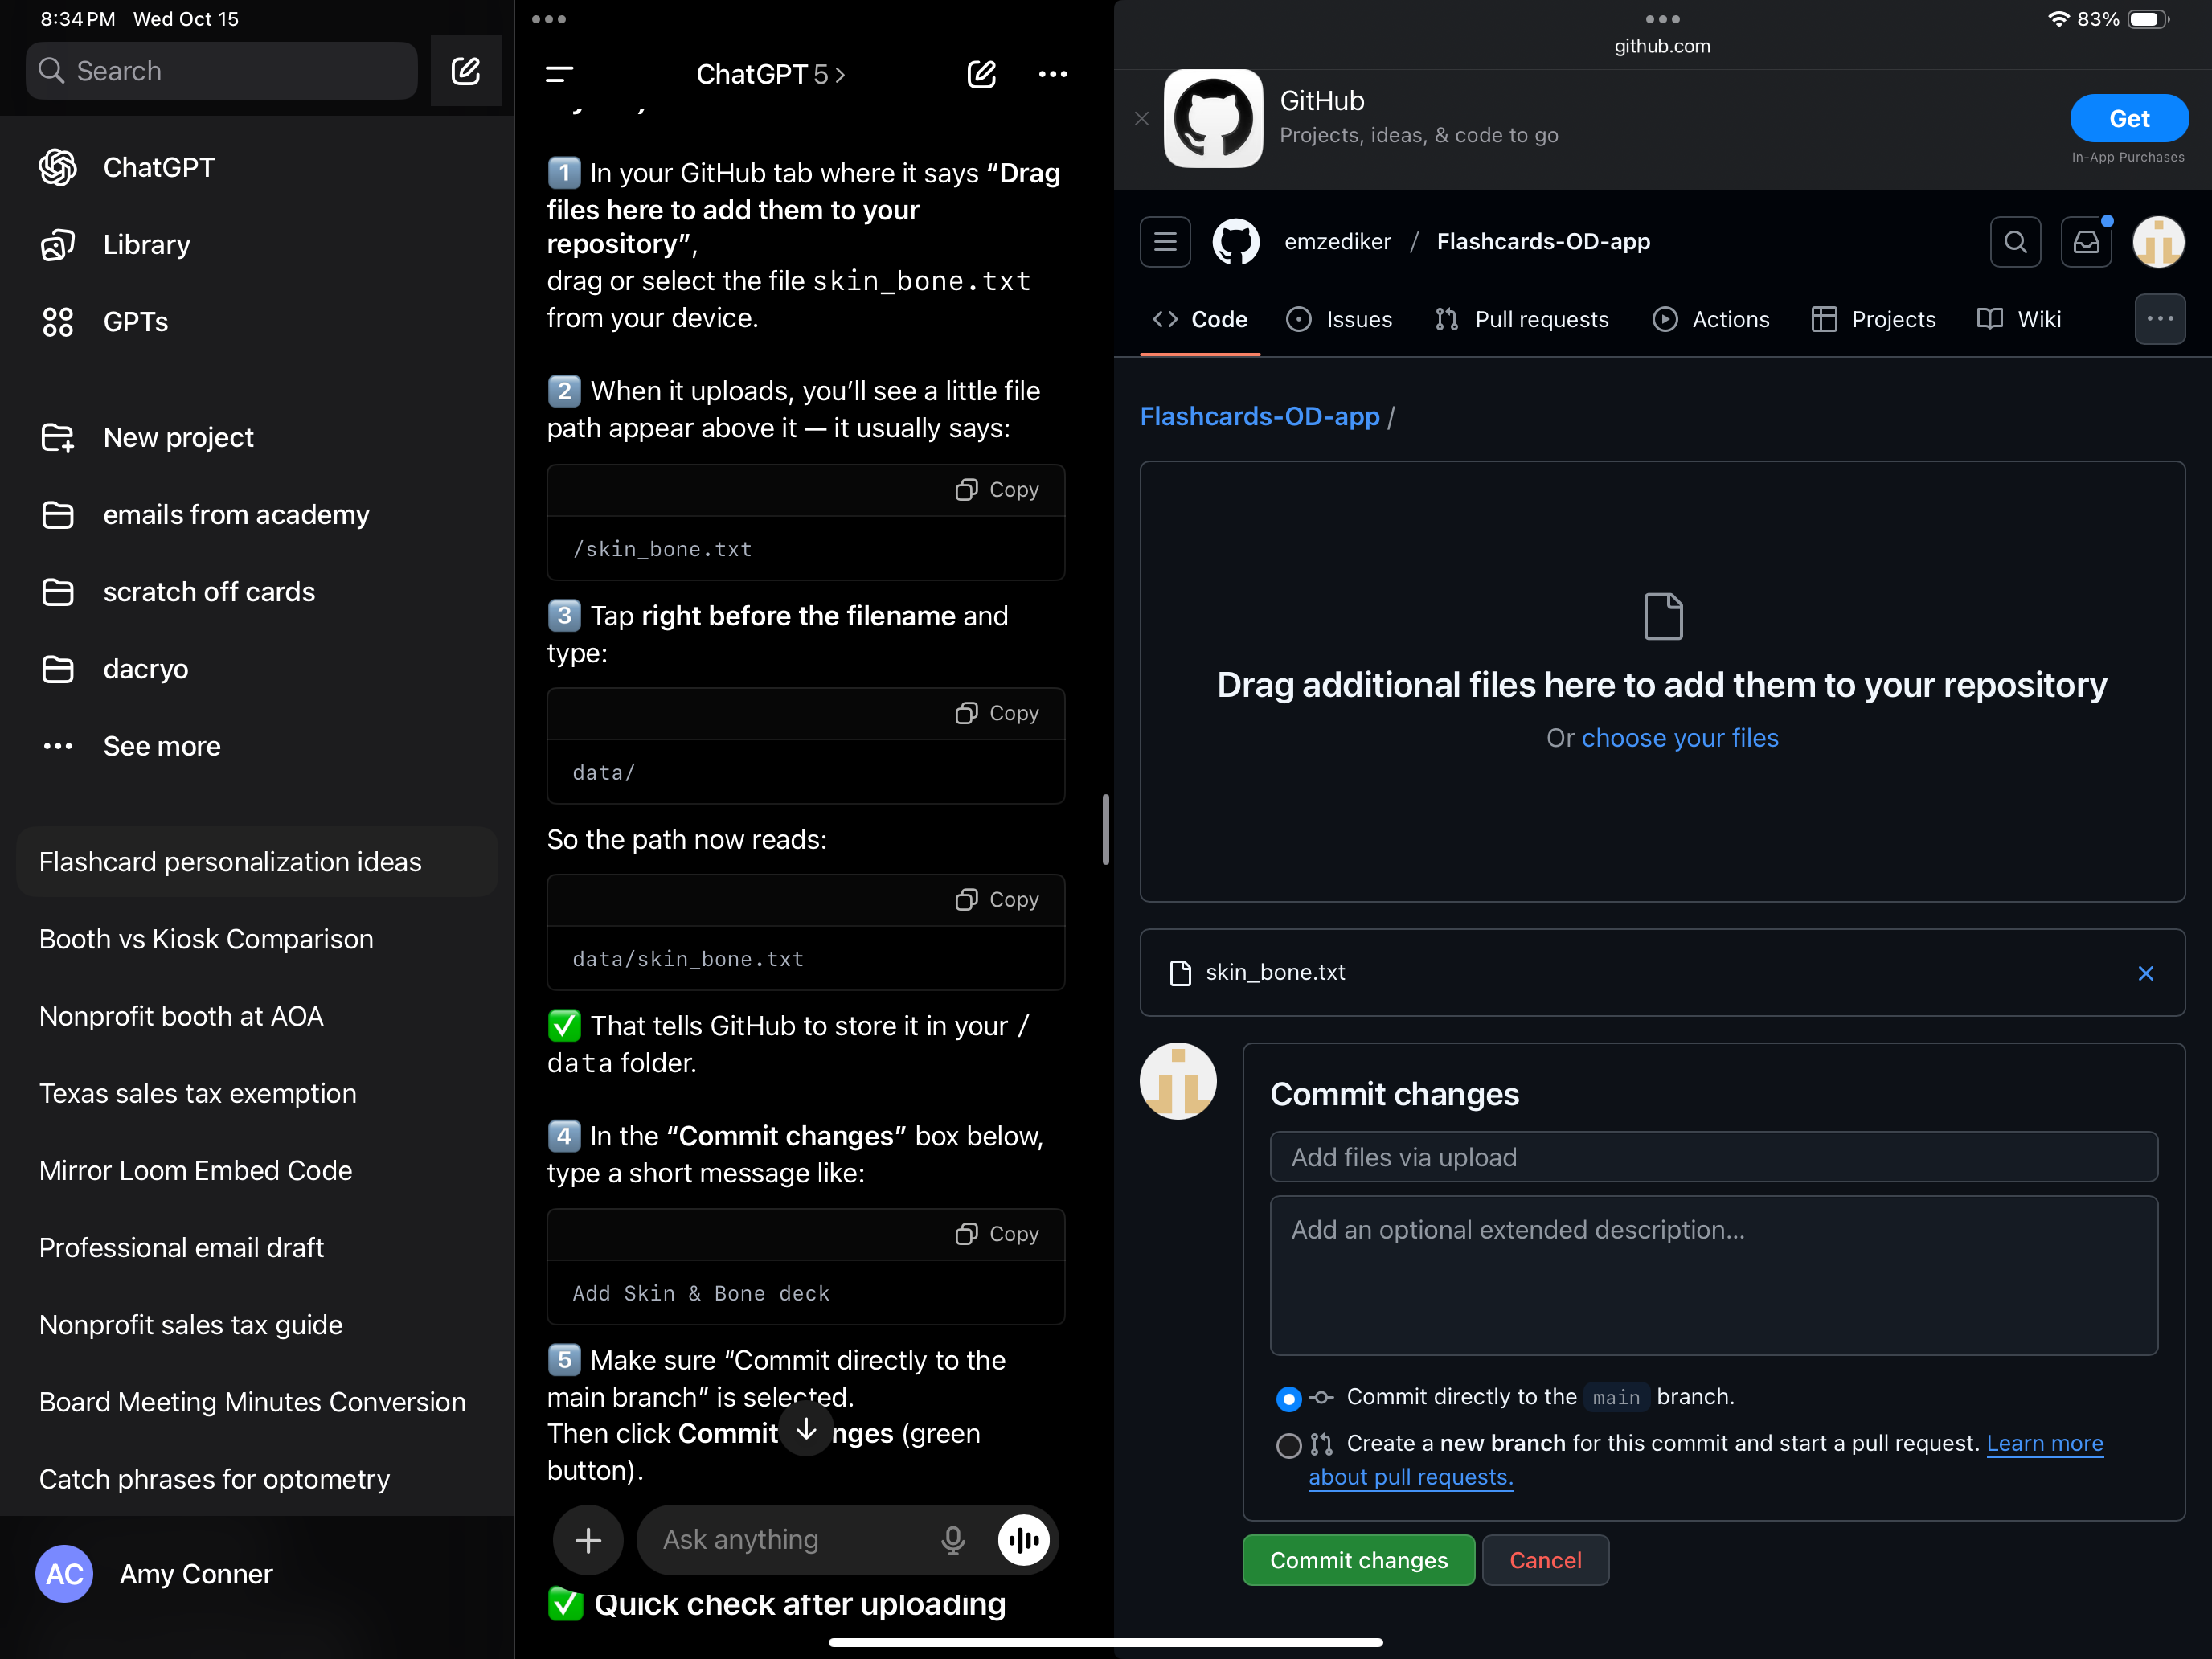 8:34 PM Wed Oct 15
Search
ChatGPT
Library
GPTs
New project
emails from academy
scratch off cards
dacryo
See more
Flashcard personalization ideas
Booth vs Kiosk Comparison
Nonprofit booth at AOA
Texas sales tax exemption
Mirror Loom Embed Code
Professional email draft
Nonprofit sales tax guide
Board Meeting Minutes Conversion
Catch phrases for optometry
AC Amy Conner
ChatGPT 5 >
1 In your GitHub tab where it says “Drag
files here to add them to your
repository”,
drag or select the file skin_bone.txt
from your device.
2 When it uploads, you’ll see a little file
path appear above it — it usually says:
Copy
/skin_bone.txt
3 Tap right before the filename and
type:
Copy
data/
So the path now reads:
Copy
data/skin_bone.txt
✅ That tells GitHub to store it in your /
data folder.
4 In the “Commit changes” box below,
type a short message like:
Copy
Add Skin & Bone deck
5 Make sure “Commit directly to the
main branch” is selected.
Then click Commit nges (green
button).
Ask anything
✅ Quick check after uploading
83%
github.com
GitHub
Projects, ideas, & code to go
Get
In-App Purchases
emzediker / Flashcards-OD-app
Code Issues Pull requests Actions Projects Wiki
Flashcards-OD-app /
Drag additional files here to add them to your repository
Or choose your files
skin_bone.txt
Commit changes
Add files via upload
Add an optional extended description...
Commit directly to the main branch.
Create a new branch for this commit and start a pull request. Learn more
about pull requests.
Commit changes Cancel